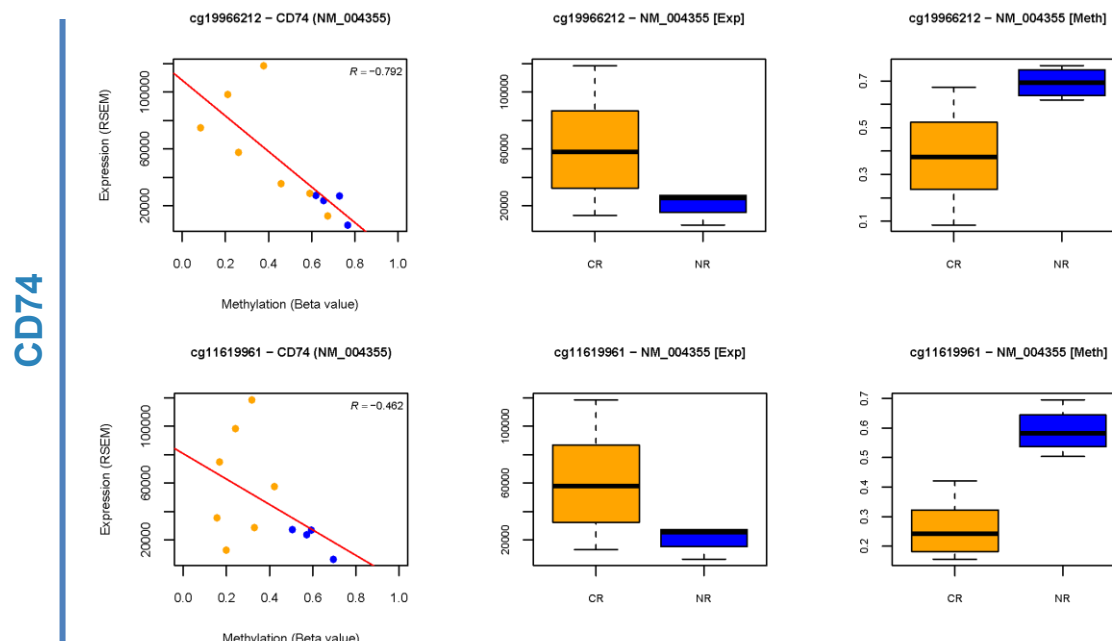 CD74
cg19966212 − CD74 (NM_004355)
R = −0.792
Expression (RSEM)
20000 60000 100000
0.0 0.2 0.4 0.6 0.8 1.0
Methylation (Beta value)
cg19966212 − NM_004355 [Exp]
20000 60000 100000
CR NR
cg19966212 − NM_004355 [Meth]
0.1 0.3 0.5 0.7
CR NR
cg11619961 − CD74 (NM_004355)
R = −0.462
Expression (RSEM)
20000 60000 100000
0.0 0.2 0.4 0.6 0.8 1.0
Methylation (Beta value)
cg11619961 − NM_004355 [Exp]
20000 60000 100000
CR NR
cg11619961 − NM_004355 [Meth]
0.2 0.3 0.4 0.5 0.6 0.7
CR NR